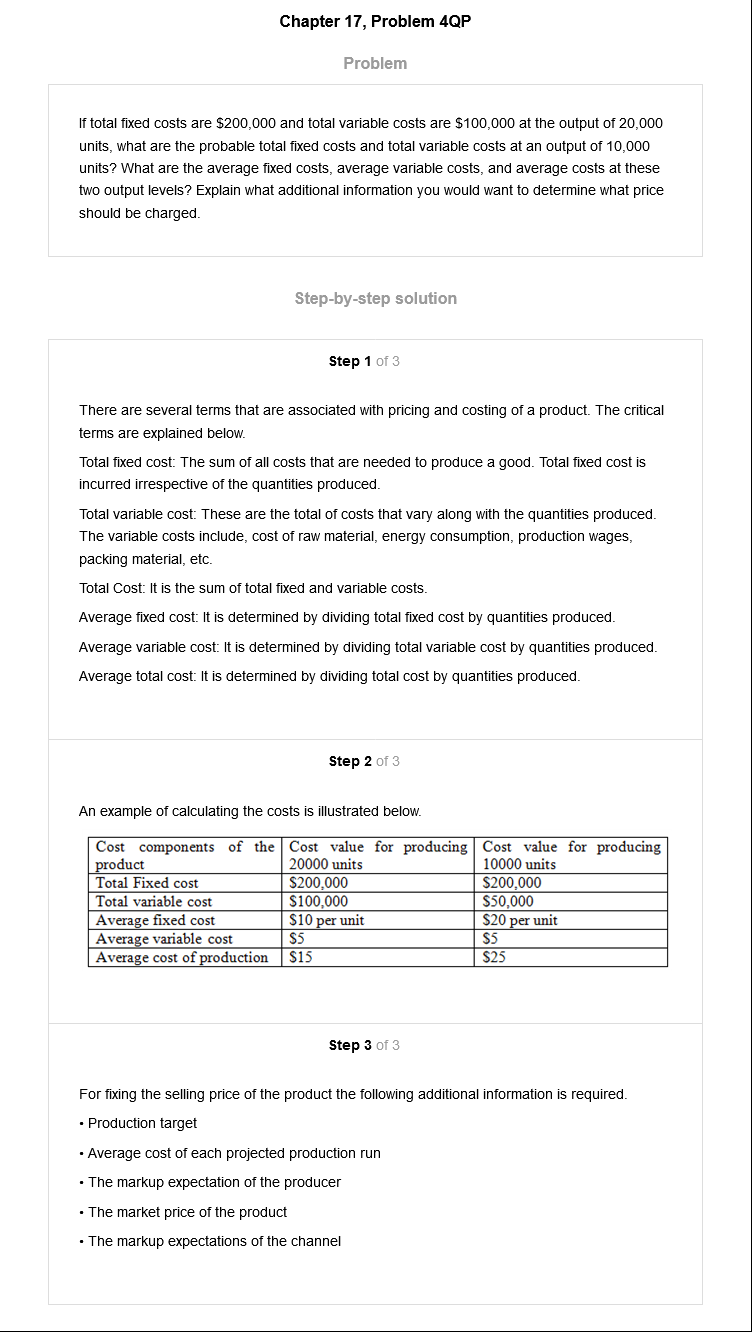 Chapter 17, Problem 4QP
Problem
If total fixed costs are $200,000 and total variable costs are $100,000 at the output of 20,000
units, what are the probable total fixed costs and total variable costs at an output of 10,000
units? What are the average fixed costs, average variable costs, and average costs at these
two output levels? Explain what additional information you would want to determine what price
should be charged.
Step-by-step solution
Step 1 of 3
There are several terms that are associated with pricing and costing of a product. The critical
terms are explained below.
Total fixed cost: The sum of all costs that are needed to produce a good. Total fixed cost is
incurred irrespective of the quantities produced.
Total variable cost: These are the total of costs that vary along with the quantities produced.
The variable costs include, cost of raw material, energy consumption, production wages,
packing material, etc.
Total Cost: It is the sum of total fixed and variable costs.
Average fixed cost: It is determined by dividing total fixed cost by quantities produced.
Average variable cost: It is determined by dividing total variable cost by quantities produced.
Average total cost: It is determined by dividing total cost by quantities produced.
Step 2 of 3
An example of calculating the costs is illustrated below.
Cost components of the Cost value for producing Cost value for producing
product 20000 units 10000 units
Total Fixed cost $200,000 $200,000
Total variable cost $100,000 $50,000
Average fixed cost $10 per unit $20 per unit
Average variable cost $5 $5
Average cost of production $15 $25
Step 3 of 3
For fixing the selling price of the product the following additional information is required.
• Production target
• Average cost of each projected production run
• The markup expectation of the producer
• The market price of the product
• The markup expectations of the channel